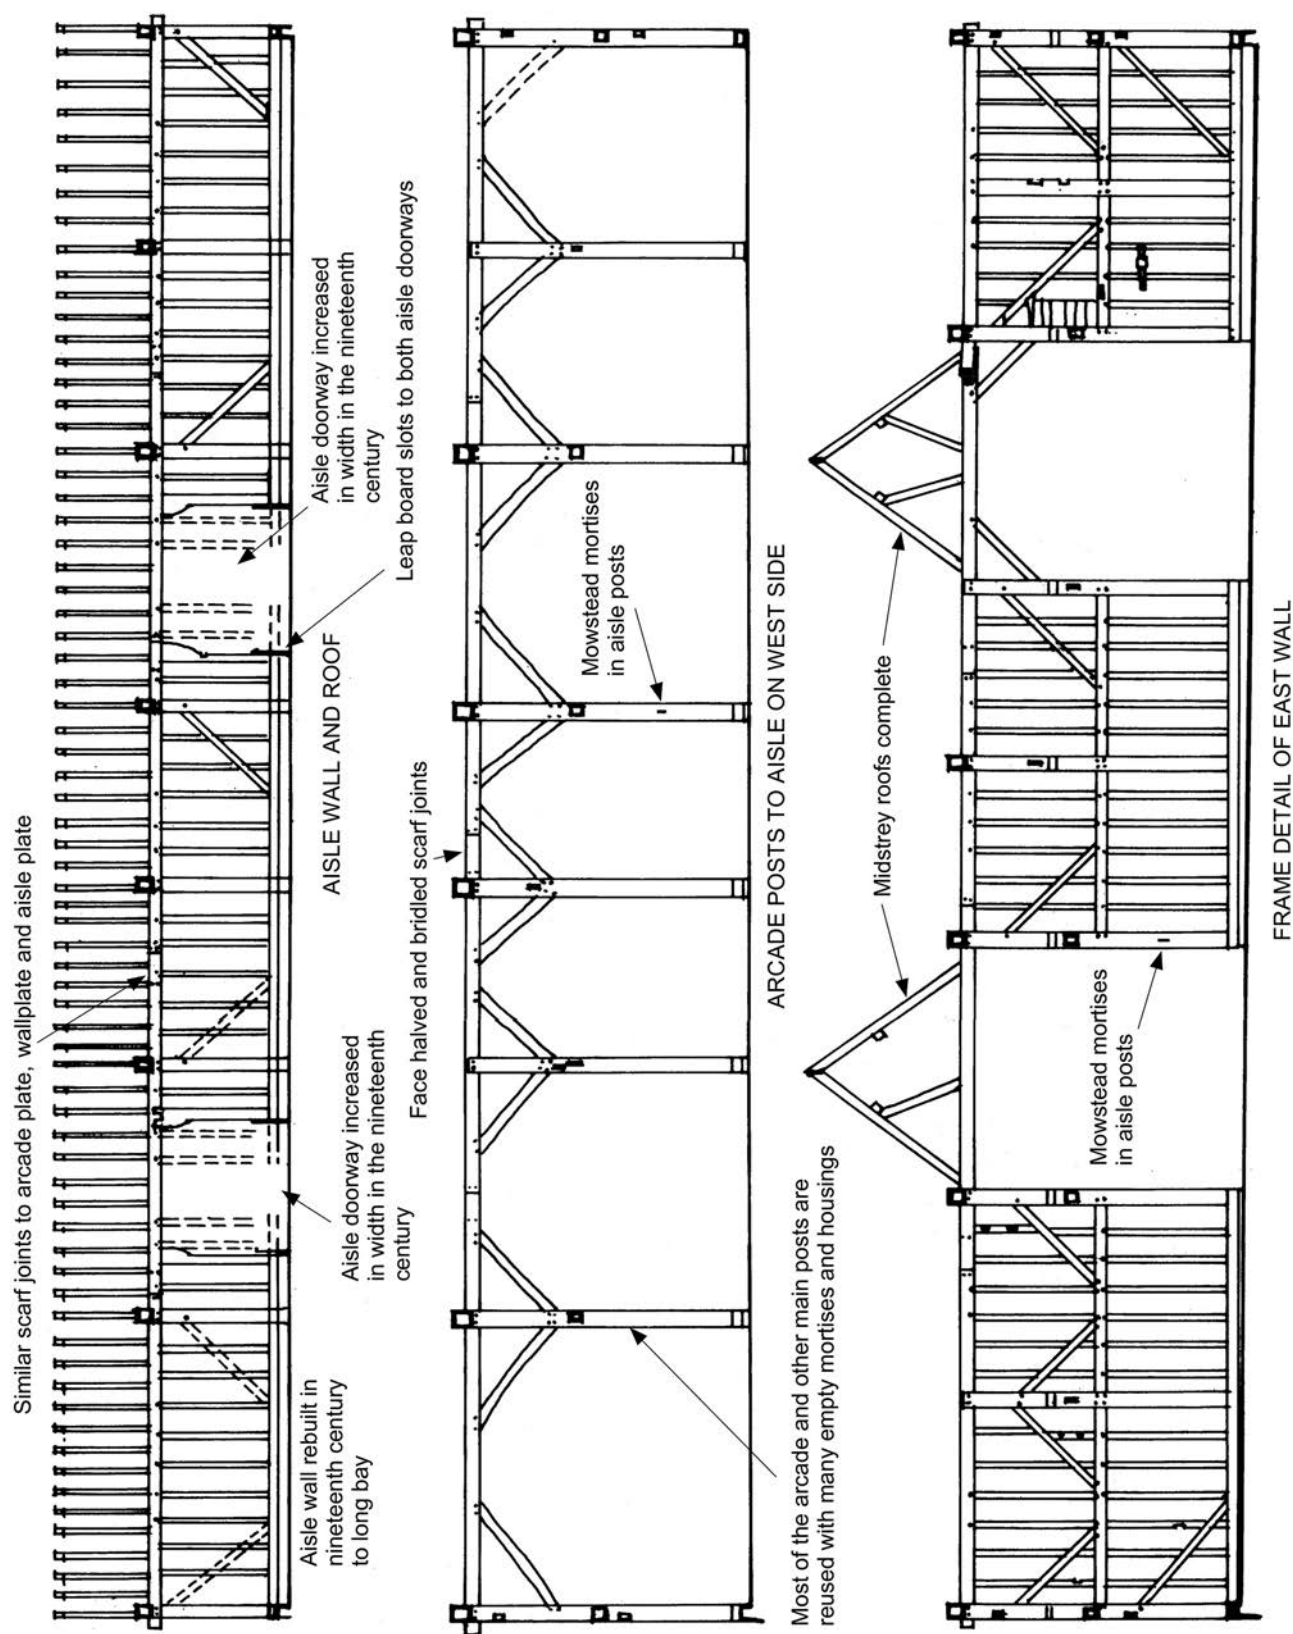 Similar scarf joints to arcade plate, wallplate and aisle plate
Aisle doorway increased
in width in the nineteenth
century
Leap board slots to both aisle doorways
AISLE WALL AND ROOF
Aisle doorway increased
in width in the nineteenth
century
Aisle wall rebuilt in
nineteenth century
to long bay
Face halved and bridled scarf joints
Mowstead mortises
in aisle posts
ARCADE POSTS TO AISLE ON WEST SIDE
Most of the arcade and other main posts are
reused with many empty mortises and housings
Midstrey roofs complete
Mowstead mortises
in aisle posts
FRAME DETAIL OF EAST WALL